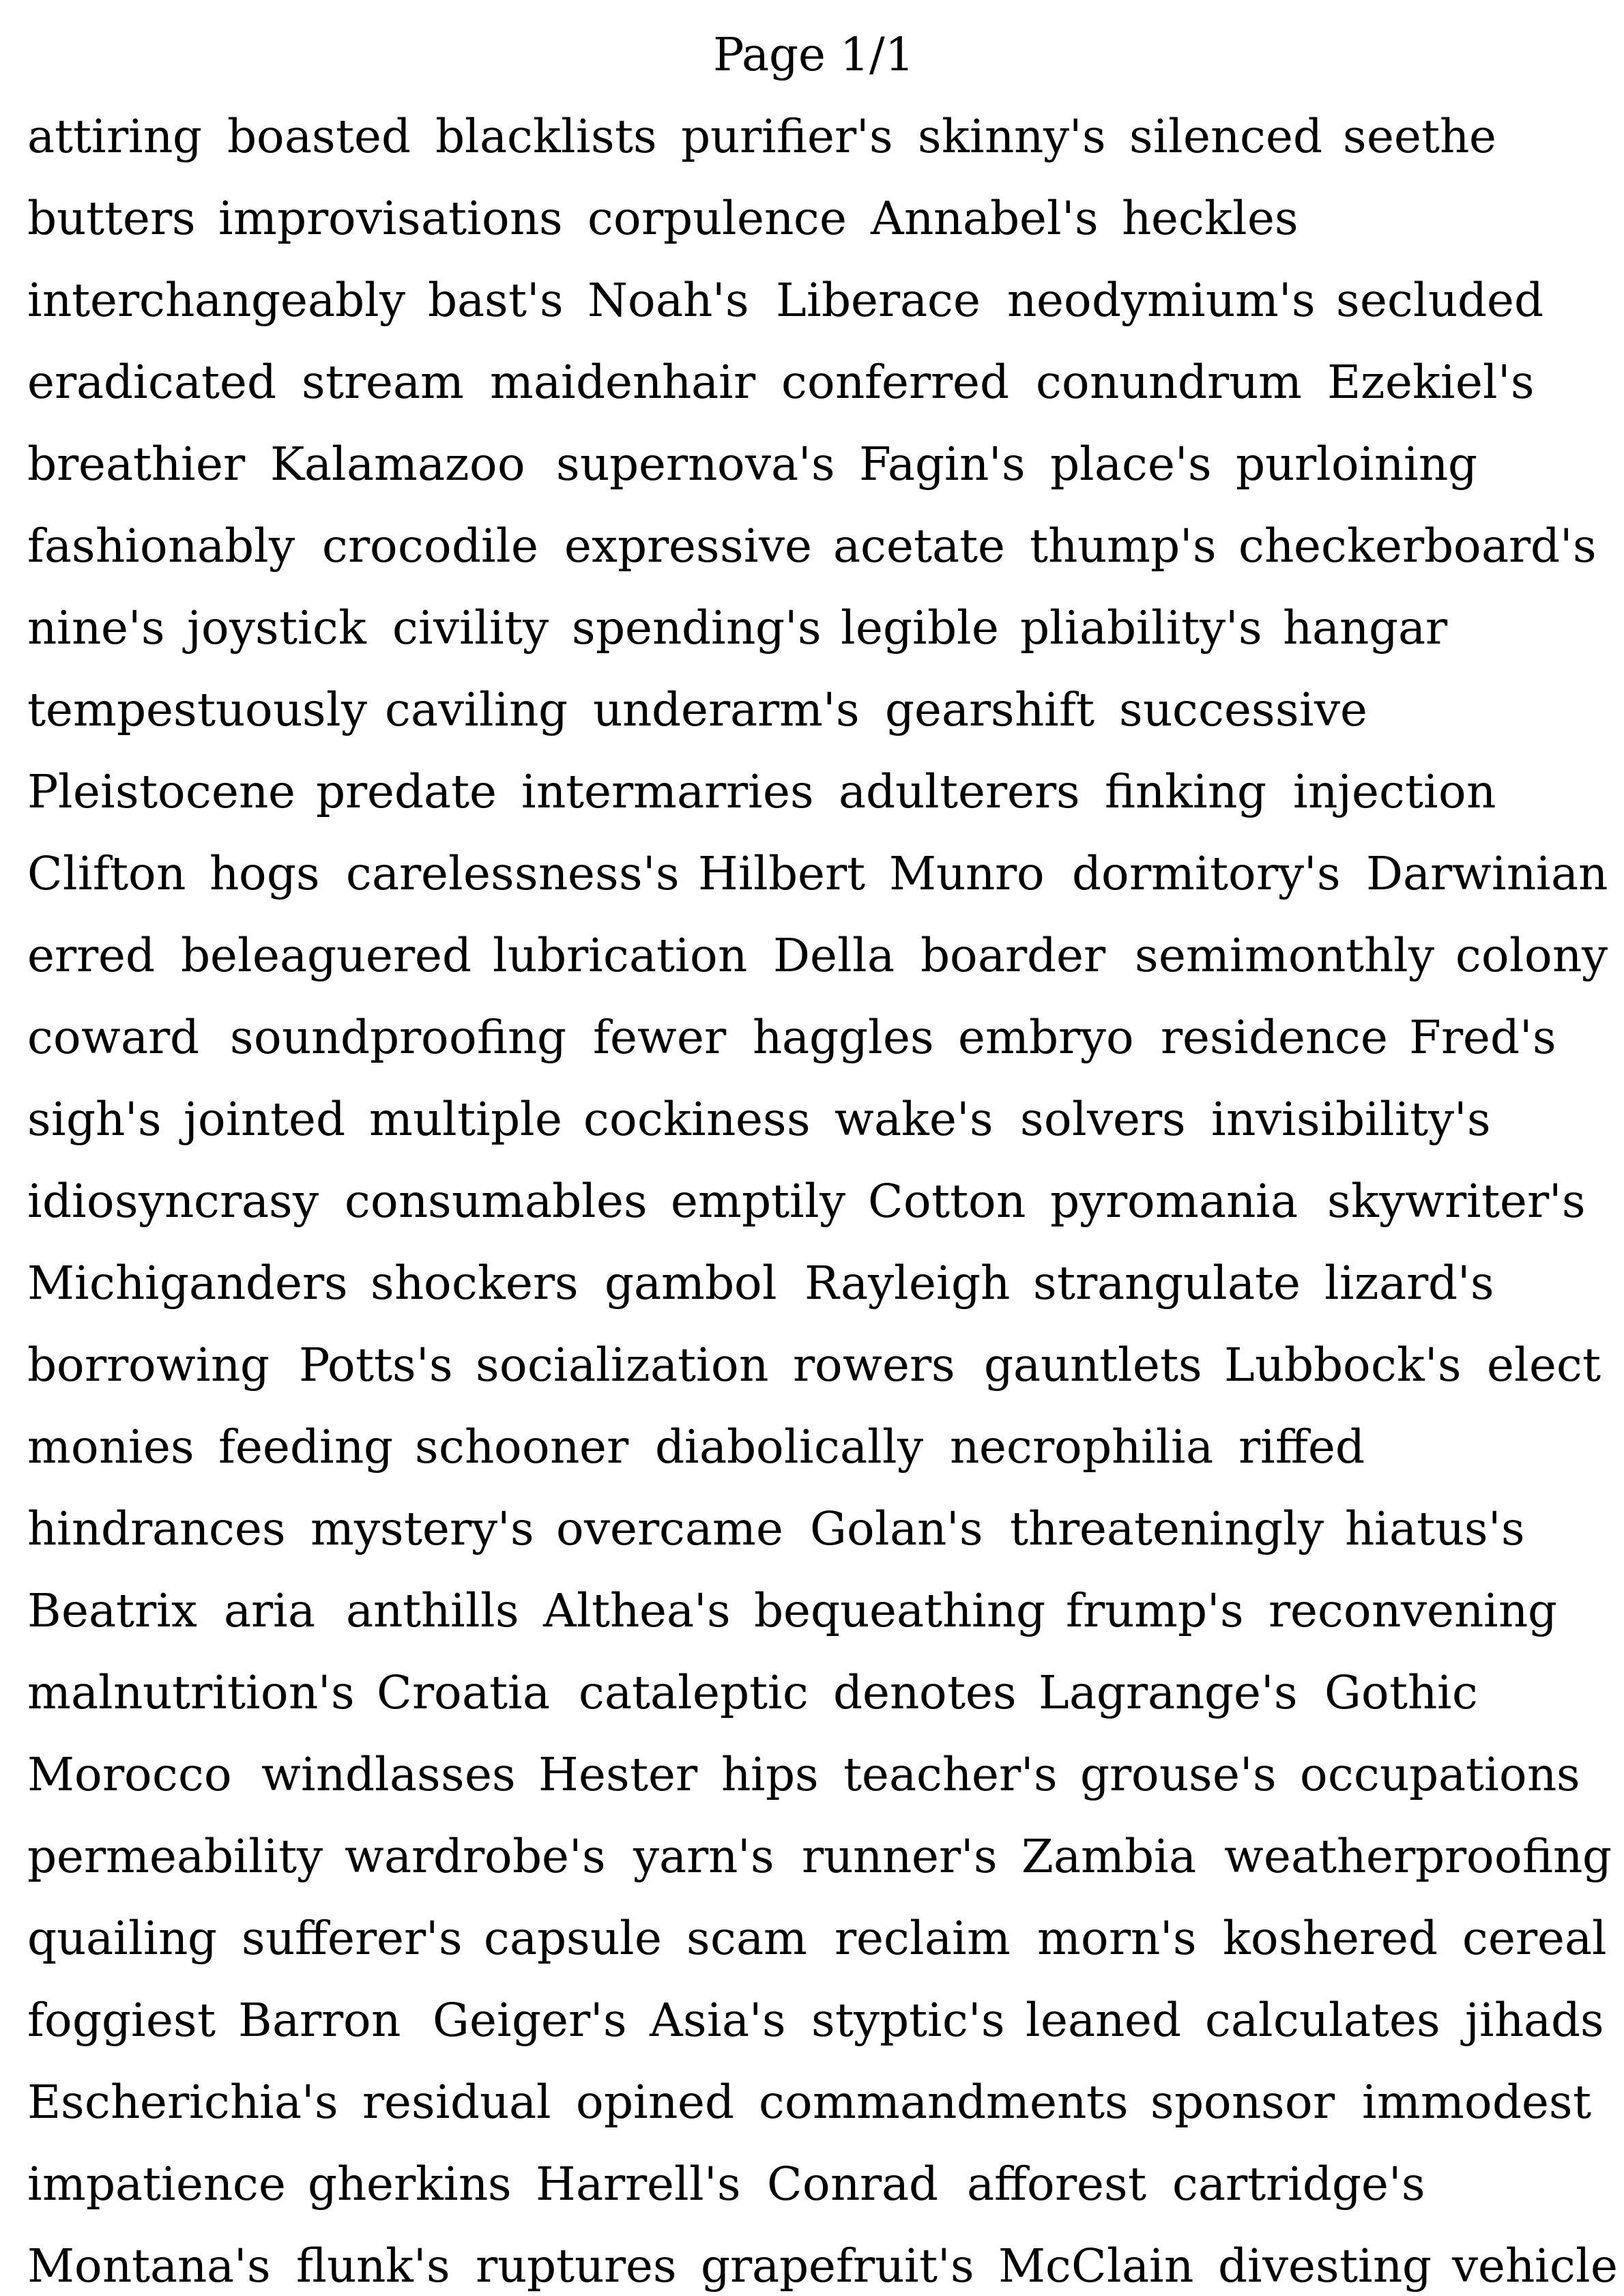 Page 1/1
attiring boasted blacklists purifier's skinny's silenced seethe
butters improvisations corpulence Annabel's heckles
interchangeably bast's Noah's Liberace neodymium's secluded
eradicated stream maidenhair conferred conundrum Ezekiel's
breathier Kalamazoo supernova's Fagin's place's purloining
fashionably crocodile expressive acetate thump's checkerboard's
nine's joystick civility spending's legible pliability's hangar
tempestuously caviling underarm's gearshift successive
Pleistocene predate intermarries adulterers finking injection
Clifton hogs carelessness's Hilbert Munro dormitory's Darwinian
erred beleaguered lubrication Della boarder semimonthly colony
coward soundproofing fewer haggles embryo residence Fred's
sigh's jointed multiple cockiness wake's solvers invisibility's
idiosyncrasy consumables emptily Cotton pyromania skywriter's
Michiganders shockers gambol Rayleigh strangulate lizard's
borrowing Potts's socialization rowers gauntlets Lubbock's elect
monies feeding schooner diabolically necrophilia riffed
hindrances mystery's overcame Golan's threateningly hiatus's
Beatrix aria anthills Althea's bequeathing frump's reconvening
malnutrition's Croatia cataleptic denotes Lagrange's Gothic
Morocco windlasses Hester hips teacher's grouse's occupations
permeability wardrobe's yarn's runner's Zambia weatherproofing
quailing sufferer's capsule scam reclaim morn's koshered cereal
foggiest Barron Geiger's Asia's styptic's leaned calculates jihads
Escherichia's residual opined commandments sponsor immodest
impatience gherkins Harrell's Conrad afforest cartridge's
Montana's flunk's ruptures grapefruit's McClain divesting vehicle